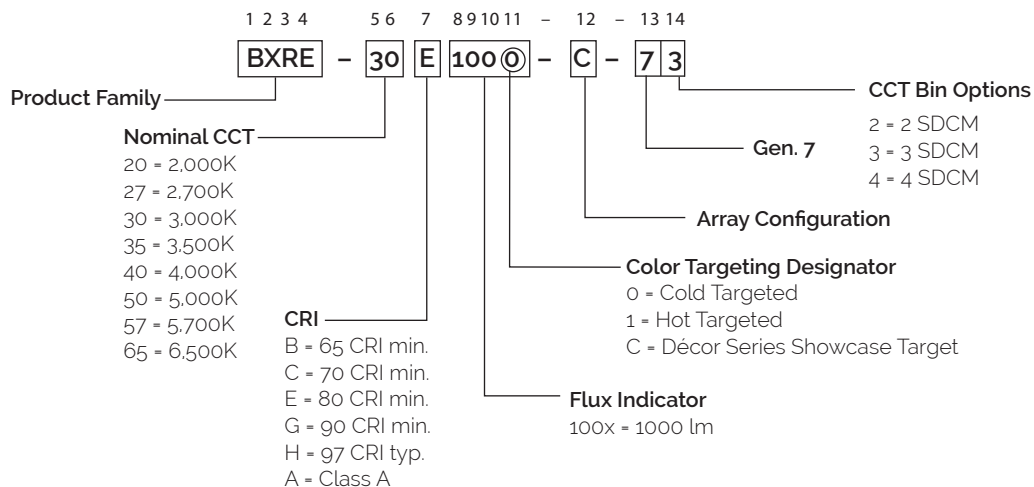 1 2 3 4 5 6 7 8 9 10 11 – 12 – 13 14
BXRE – 30 E 100 0 – C – 7 3
Product Family
Nominal CCT
20 = 2,000K
27 = 2,700K
30 = 3,000K
35 = 3,500K
40 = 4,000K
50 = 5,000K
57 = 5,700K
65 = 6,500K
CRI
B = 65 CRI min.
C = 70 CRI min.
E = 80 CRI min.
G = 90 CRI min.
H = 97 CRI typ.
A = Class A
Flux Indicator
100x = 1000 lm
Color Targeting Designator
0 = Cold Targeted
1 = Hot Targeted
C = Décor Series Showcase Target
Array Configuration
Gen. 7
CCT Bin Options
2 = 2 SDCM
3 = 3 SDCM
4 = 4 SDCM